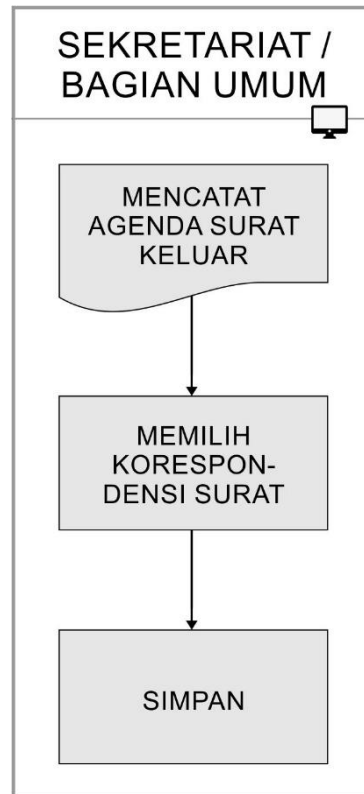 SEKRETARIAT /
BAGIAN UMUM
MENCATAT
AGENDA SURAT
KELUAR
MEMILIH
KORESPON-
DENSI SURAT
SIMPAN